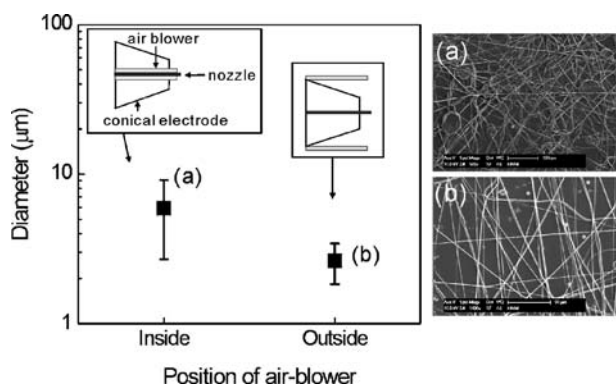 100
10
1
Diameter (μm)
air blower
nozzle
conical electrode
(a)
(b)
Inside
Outside
Position of air-blower
(a)
(b)